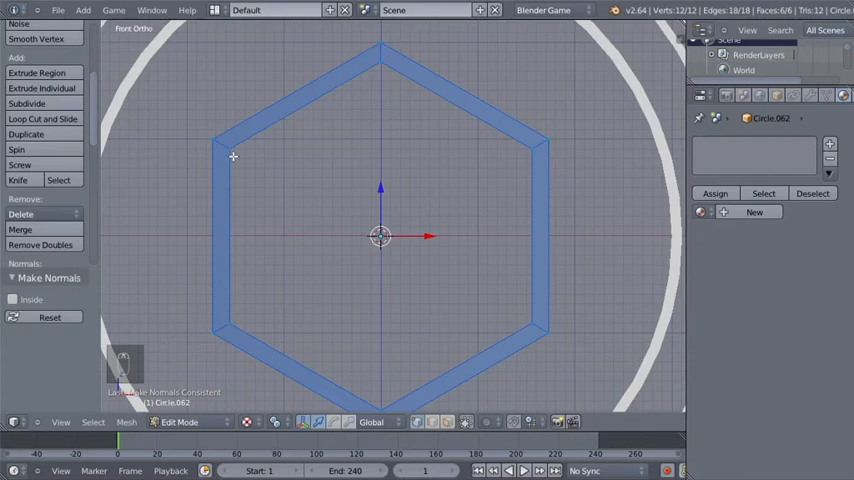 File Add Game Window Help Default Scene Blender Game v2.64 | Verts:12/12 | Edges:18/18 | Faces:6/6 | Tris:12 | Circle.062
View Search All Scenes
Front Ortho
Scene
RenderLayers
World
Noise
Smooth Vertex
Add:
Extrude Region
Extrude Individual
Subdivide
Loop Cut and Slide
Duplicate
Spin
Screw
Knife Select
Remove:
Delete
Merge
Remove Doubles
Normals:
Make Normals
Inside
Reset
Circle.062
Assign Select Deselect
New
Last: Make Normals Consistent
(1) Circle.062
View Select Mesh Edit Mode Global
-40 -20 0 20 40 60 80 100 120 140 160 180 200 220 240 260
View Marker Frame Playback Start: 1 End: 240 1 No Sync